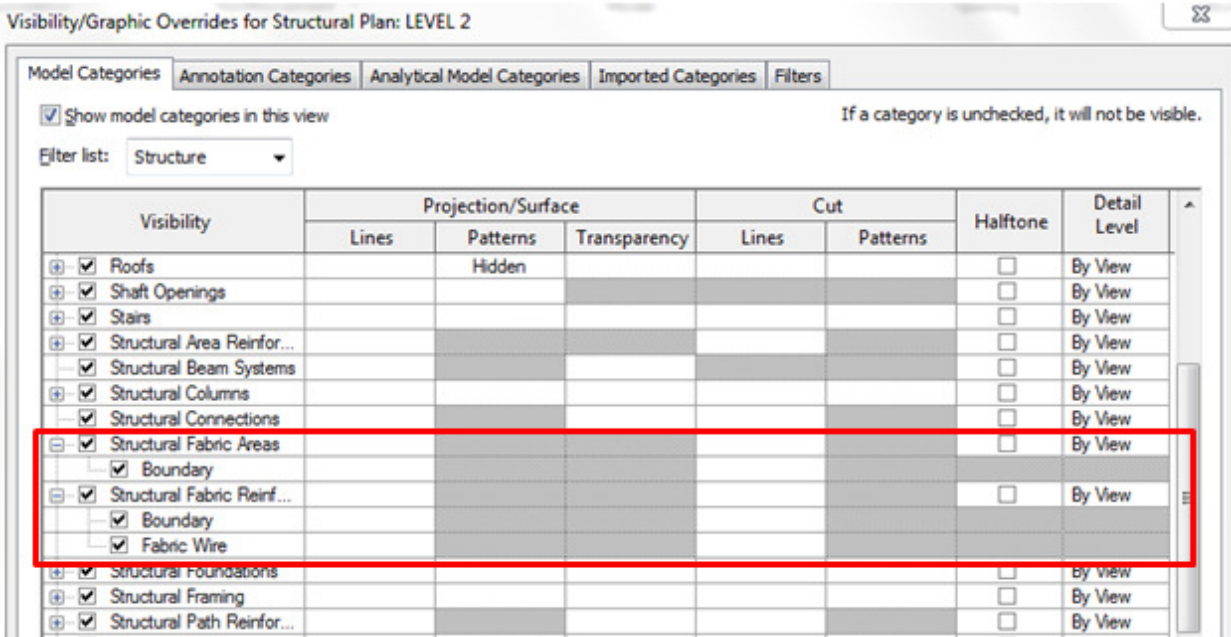 Visibility/Graphic Overrides for Structural Plan: LEVEL 2
Model Categories Annotation Categories Analytical Model Categories Imported Categories Filters
Show model categories in this view If a category is unchecked, it will not be visible.
Filter list: Structure
Visibility Projection/Surface Cut Halftone Detail Level
Lines Patterns Transparency Lines Patterns
Roofs Hidden By View
Shaft Openings By View
Stairs By View
Structural Area Reinfor... By View
Structural Beam Systems By View
Structural Columns By View
Structural Connections By View
Structural Fabric Areas By View
Boundary
Structural Fabric Reinf... By View
Boundary
Fabric Wire
Structural Foundations By View
Structural Framing By View
Structural Path Reinfor... By View